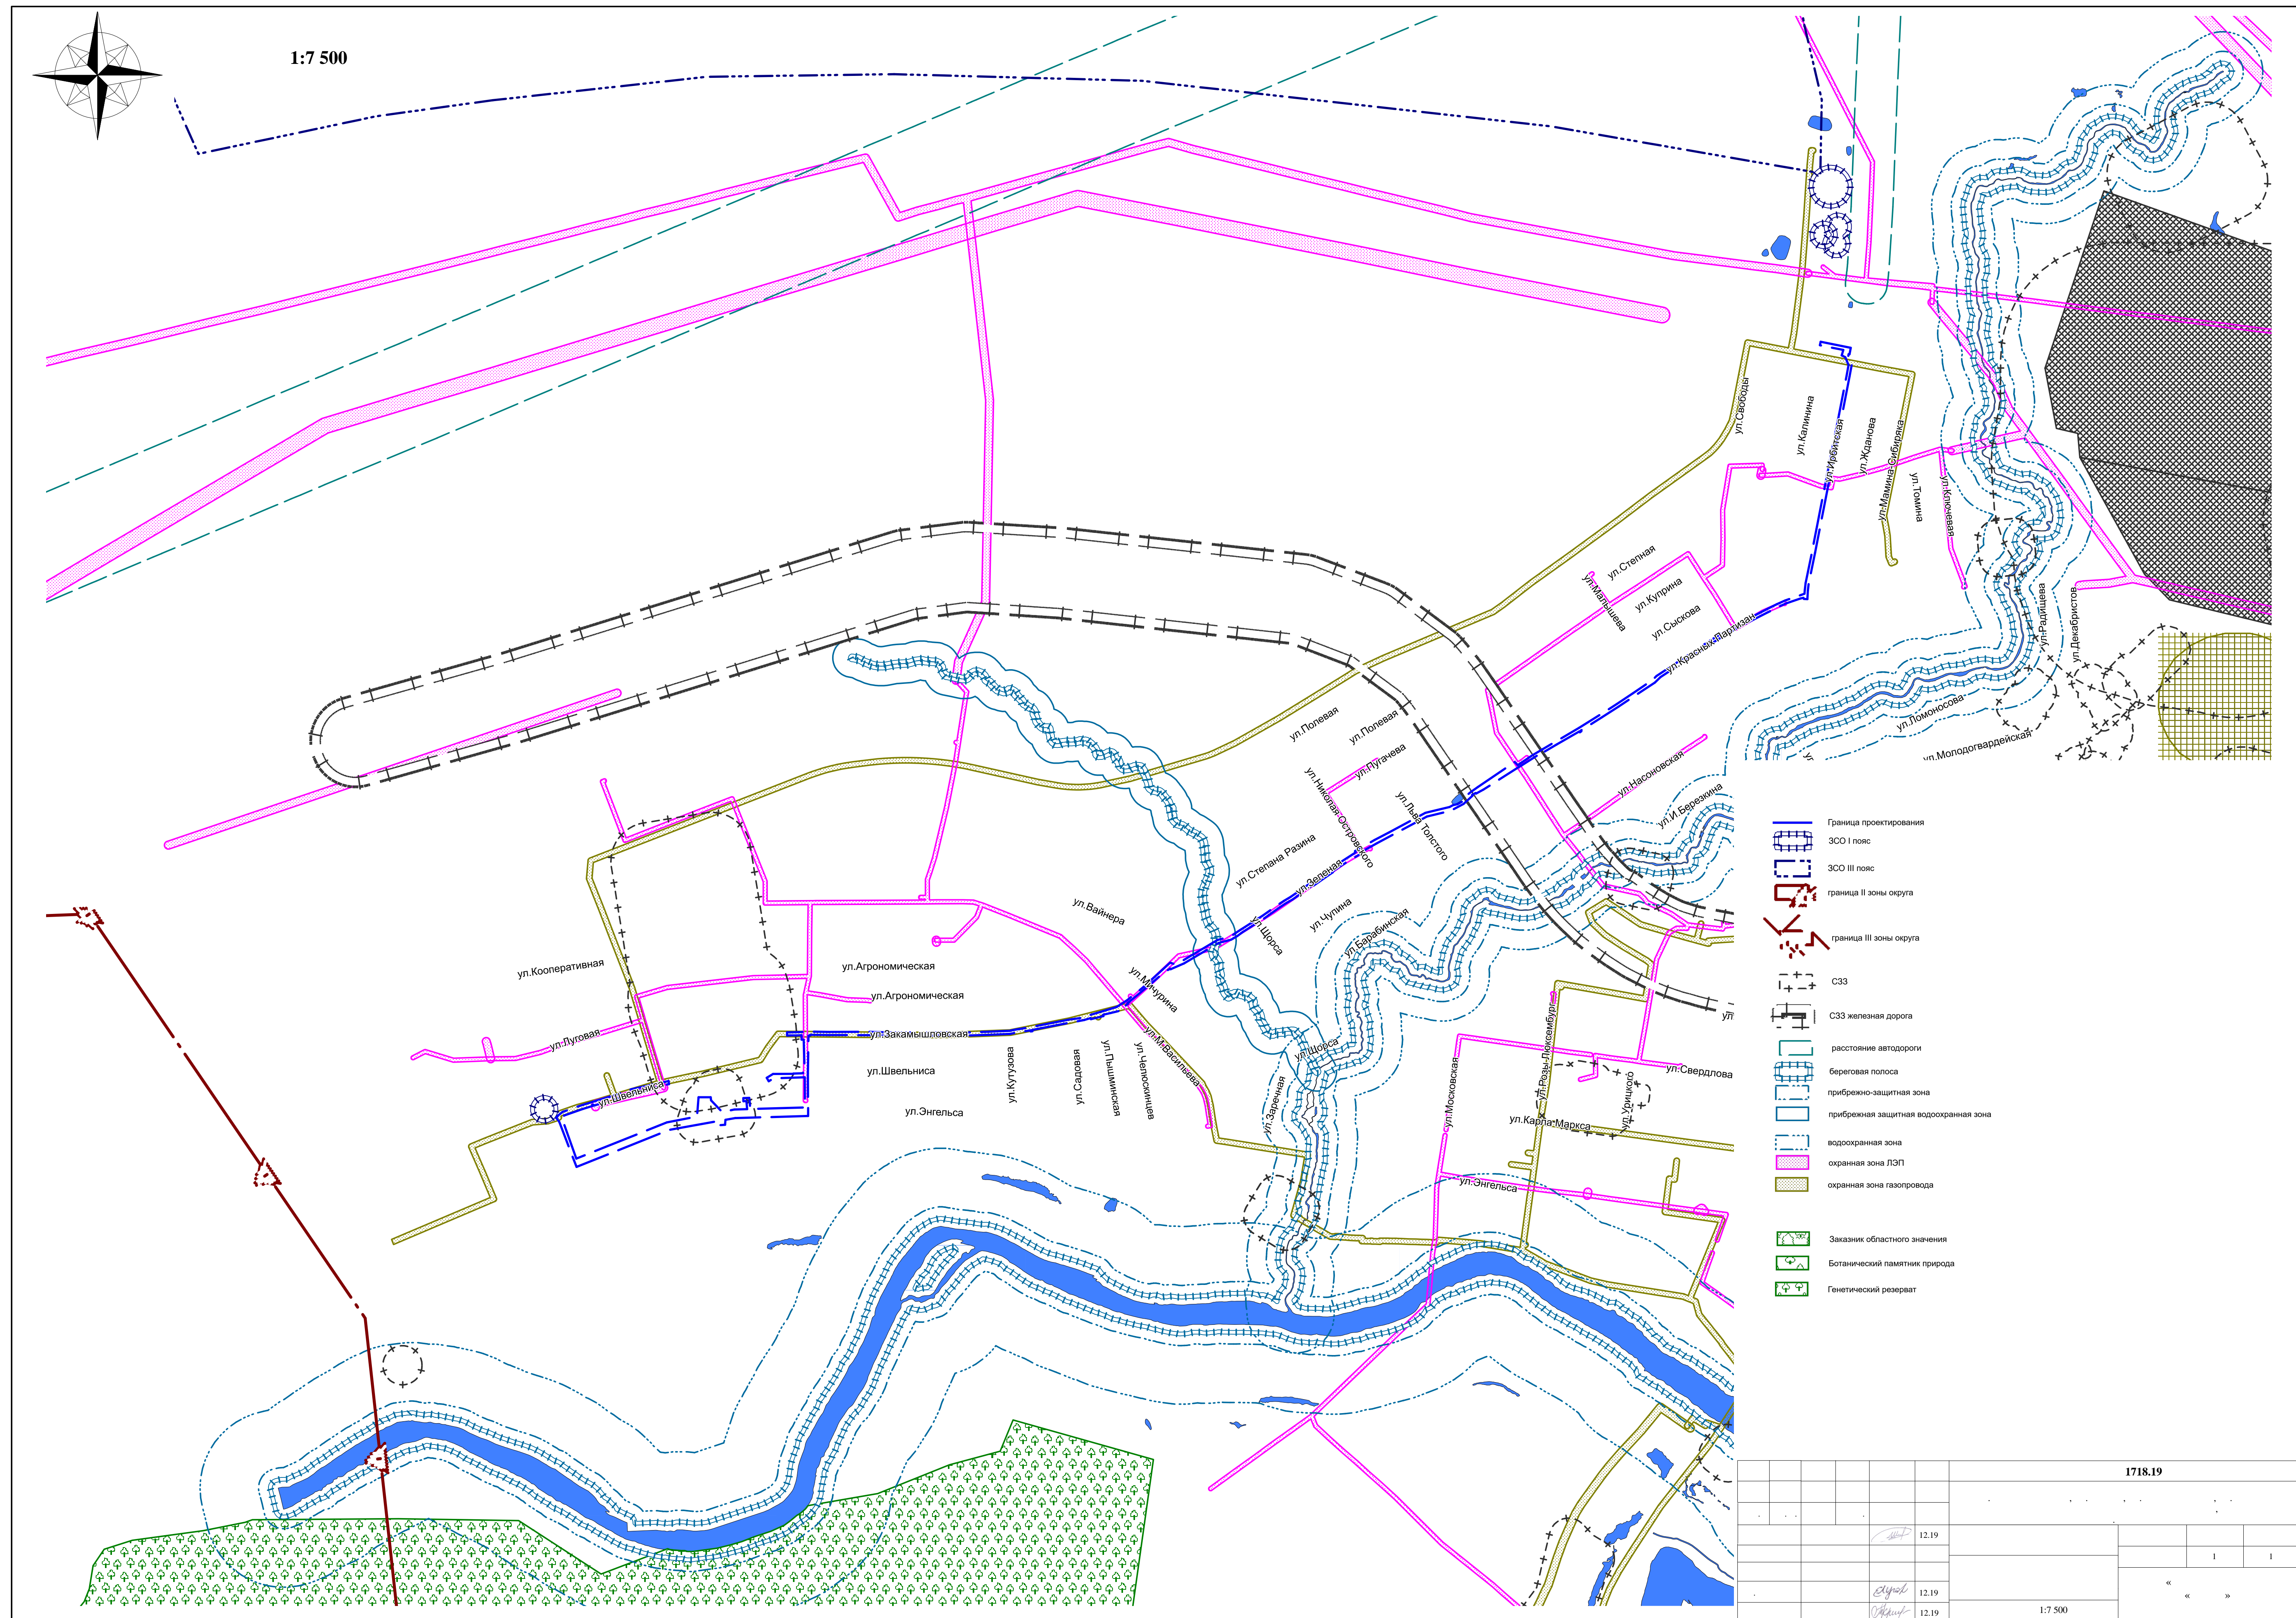 1:7 500
ул.Свободы
ул.Калинина
ул.Ирбитская
ул.Жданова
ул.Мамина-Сибиряка
ул.Томина
ул.Ключевая
ул.Степная
ул.Малышева
ул.Куприна
ул.Сыскова
ул.Красных Партизан
ул.Радищева
ул.Декабристов
ул.Ломоносова
ул.Молодогвардейская
ул.Полевая
ул.Полевая
ул.Пугачева
ул.Николая Островского
ул.Льва Толстого
ул.Насоновская
ул.И.Березкина
ул.Степана Разина
ул.Зеленая
ул.Чупина
ул.Щорса
ул.Барабинская
ул.Вайнера
ул.Кооперативная
ул.Агрономическая
ул.Агрономическая
ул.Мичурина
ул.Луговая
ул.Закамышловская
ул.М.Васильева
ул.Швельниса
ул.Швельниса
ул.Кутузова
ул.Садовая
ул.Пышминская
ул.Челюскинцев
ул.Энгельса
ул.Щорса
ул.Заречная
ул.Московская
ул.Розы Люксембург
ул.Урицкого
ул.Свердлова
ул.Карла Маркса
ул.Энгельса
ул
Граница проектирования
ЗСО I пояс
ЗСО III пояс
граница II зоны округа
граница III зоны округа
СЗЗ
СЗЗ железная дорога
расстояние автодороги
береговая полоса
прибрежно-защитная зона
прибрежная защитная водоохранная зона
водоохранная зона
охранная зона ЛЭП
охранная зона газопровода
Заказник областного значения
Ботанический памятник природа
Генетический резерват
1718.19
12.19
1 1
12.19
12.19
1:7 500
« « »